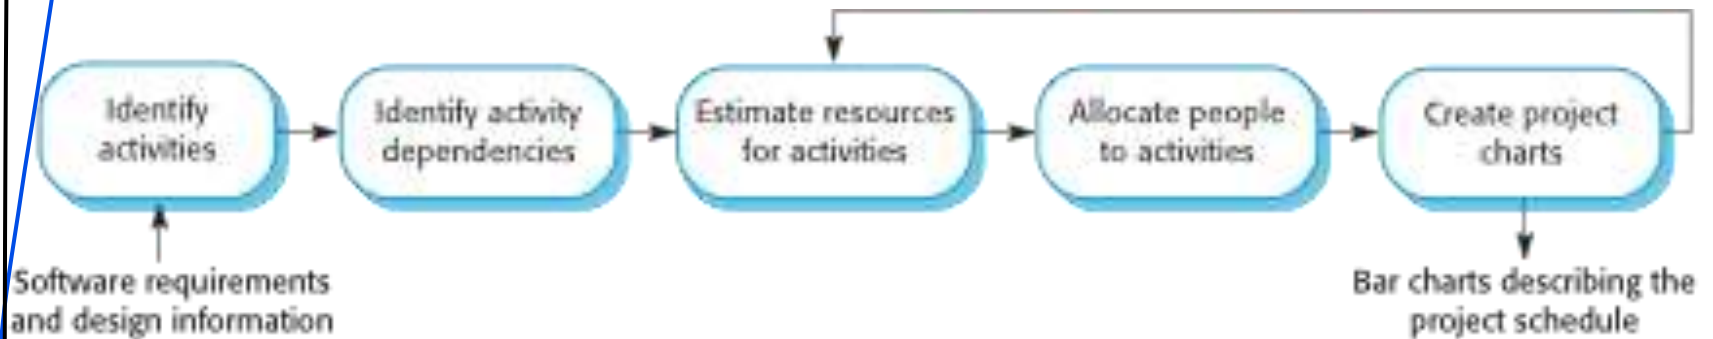 Identify
activities
Identify activity
dependencies
Estimate resources
for activities
Allocate people
to activities
Create project
charts
Software requirements
and design information
Bar charts describing the
project schedule